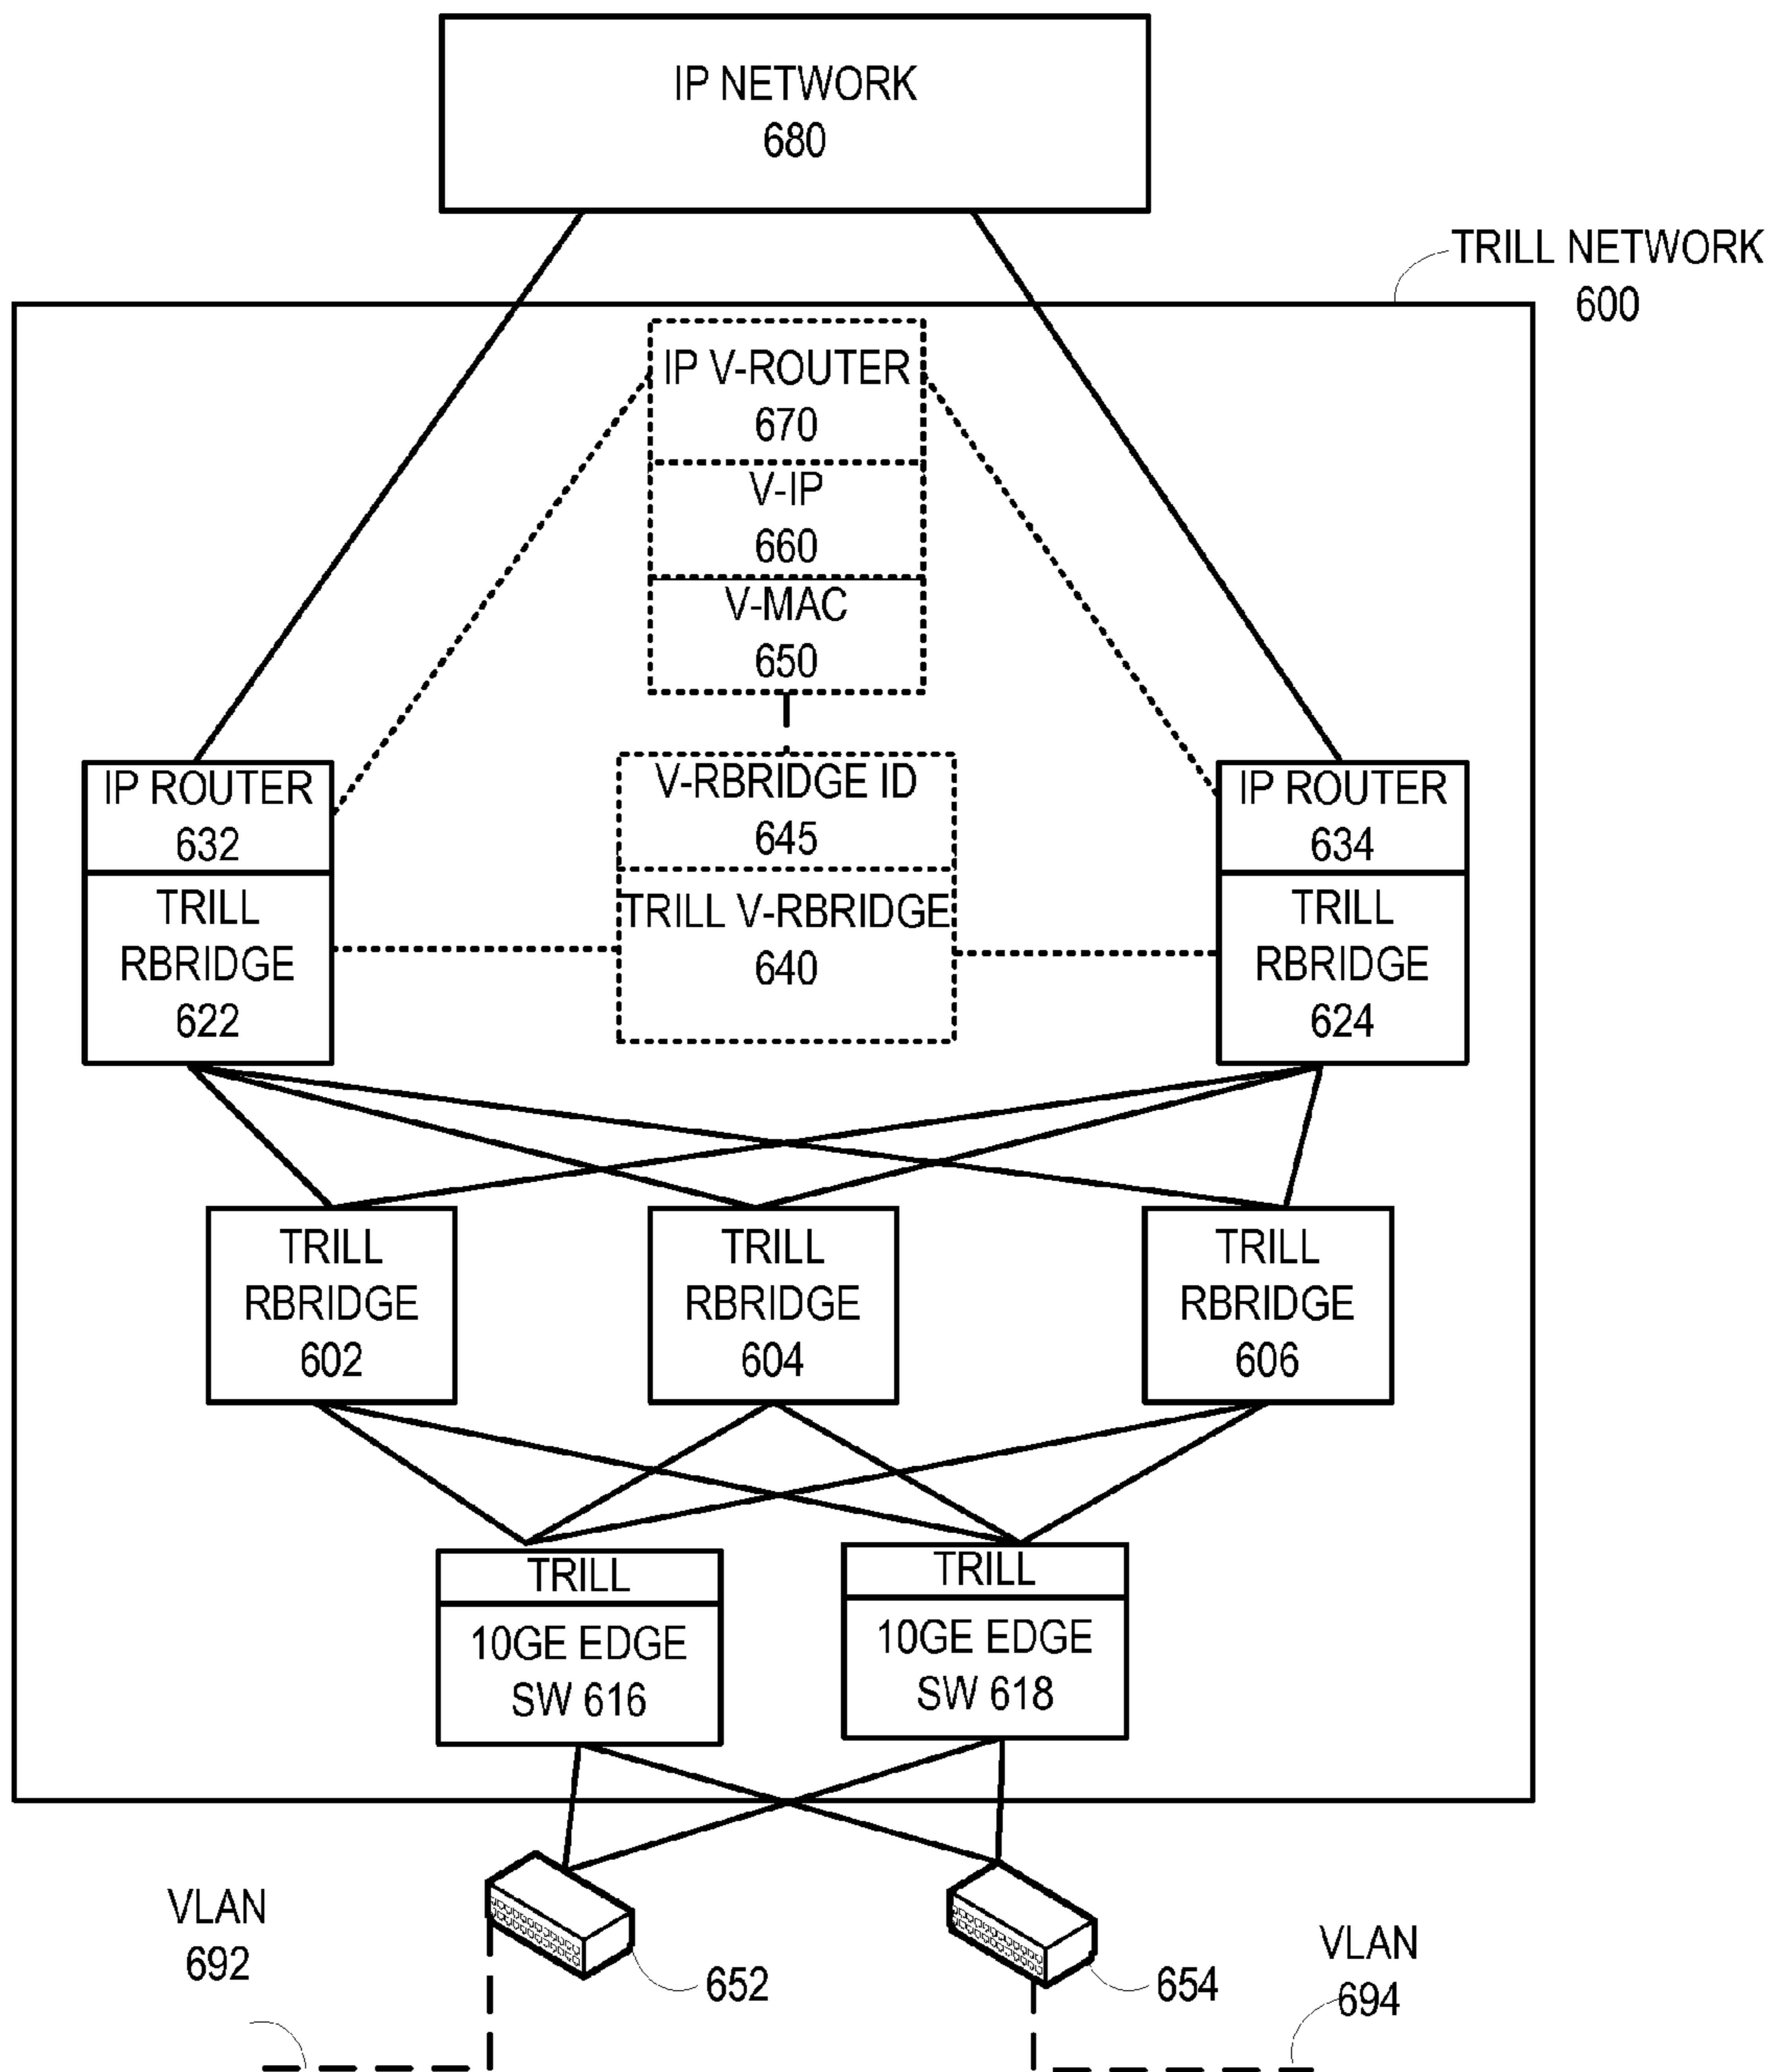 IP NETWORK
680
TRILL NETWORK
600
IP V-ROUTER
670
V-IP
660
V-MAC
650
IP ROUTER
632
TRILL
RBRIDGE
622
V-RBRIDGE ID
645
TRILL V-RBRIDGE
640
IP ROUTER
634
TRILL
RBRIDGE
624
TRILL
RBRIDGE
602
TRILL
RBRIDGE
604
TRILL
RBRIDGE
606
TRILL
10GE EDGE
SW 616
TRILL
10GE EDGE
SW 618
VLAN
692
652
654
VLAN
694